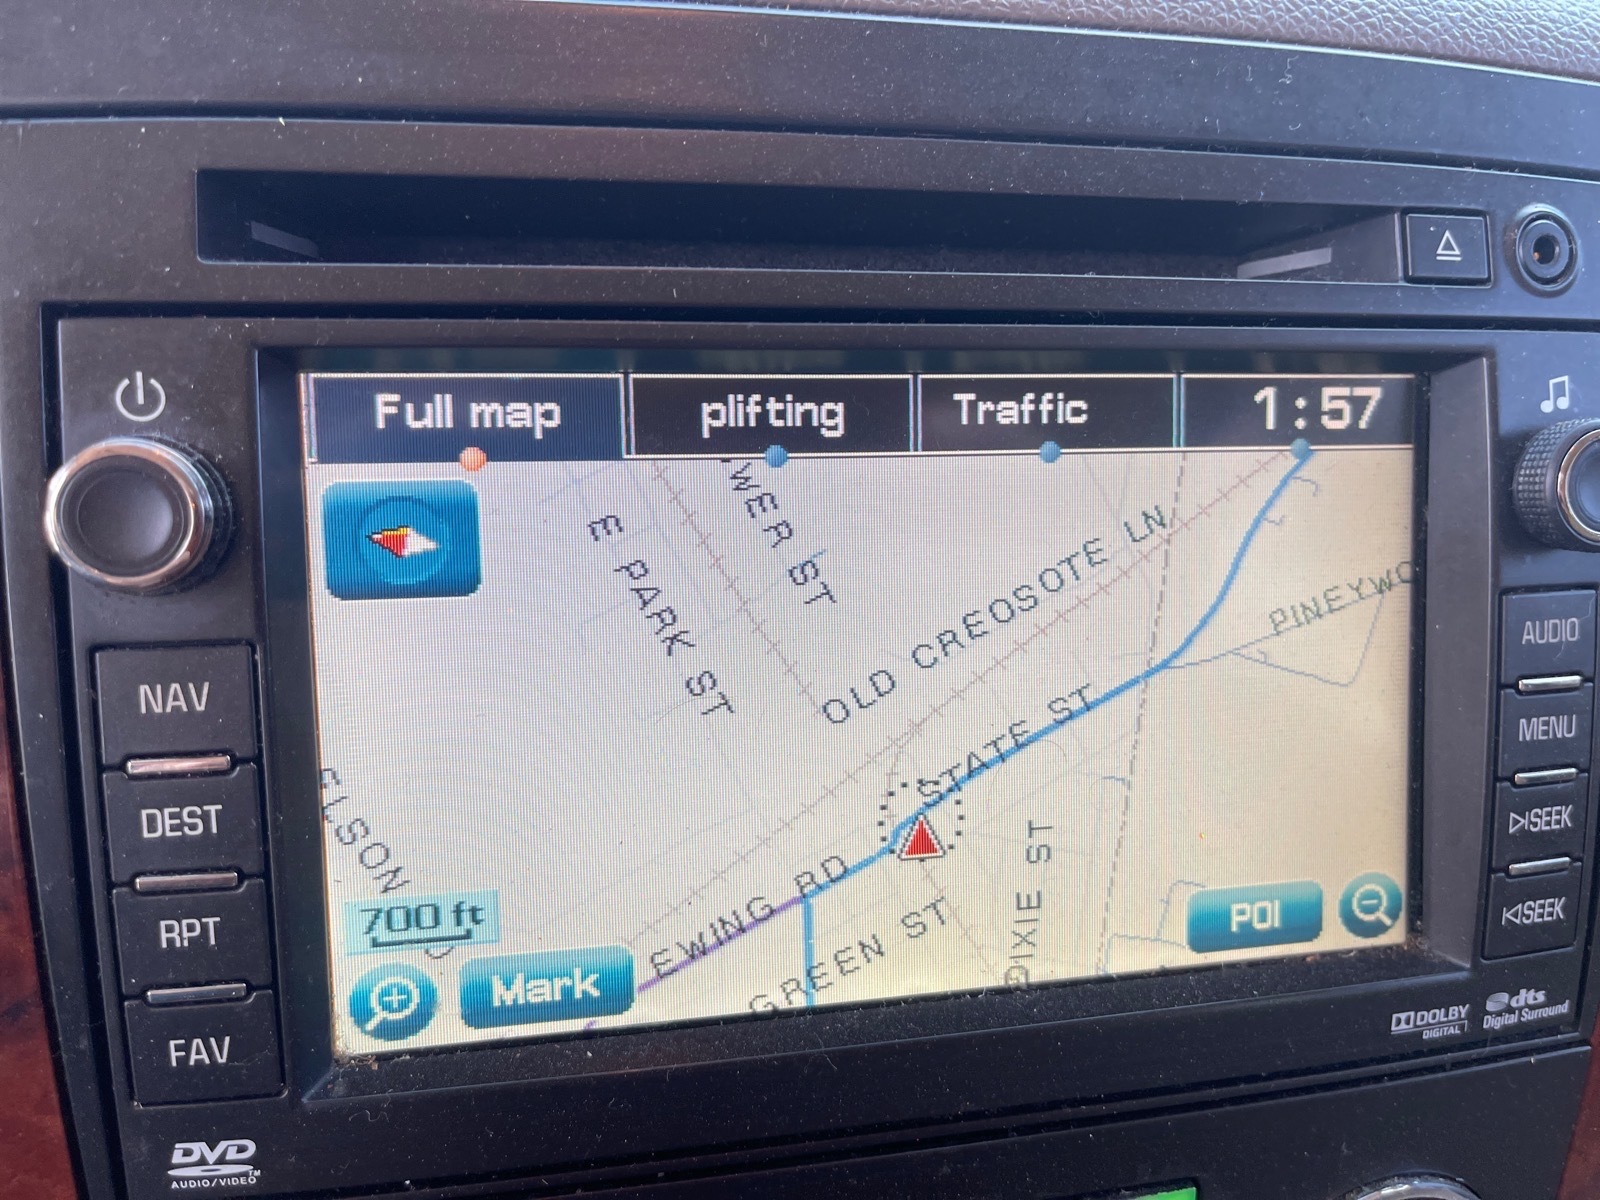 Full map
plifting
Traffic
1:57
NAV
DEST
RPT
FAV
AUDIO
MENU
SEEK
SEEK
WER ST
E PARK ST
OLD CREOSOTE LN
PINEYWO
STATE ST
LSON
EWING RD
GREEN ST
DIXIE ST
700 ft
Mark
POI
DOLBY
DIGITAL
dts
Digital Surround
DVD
AUDIO/VIDEO™